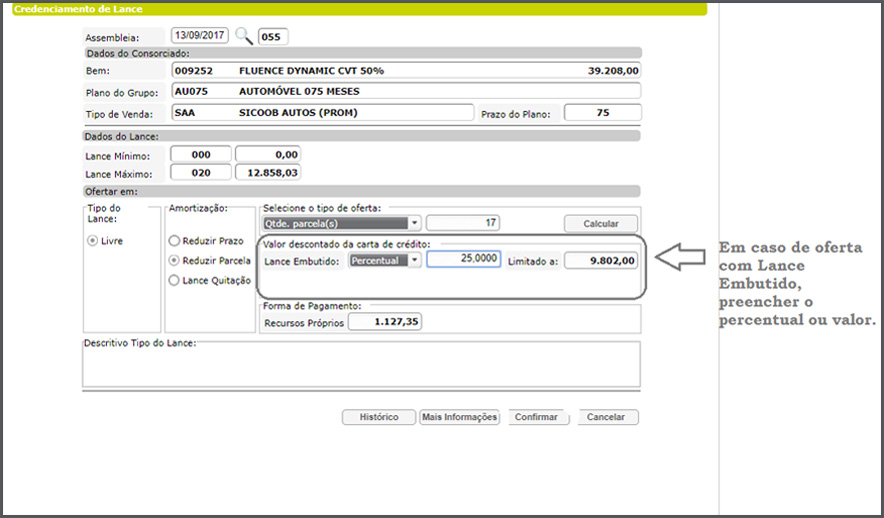 Credenciamento de Lance
Assembleia: 13/09/2017 055
Dados do Consorciado:
Bem: 009252 FLUENCE DYNAMIC CVT 50% 39.208,00
Plano do Grupo: AU075 AUTOMÓVEL 075 MESES
Tipo de Venda: SAA SICOOB AUTOS (PROM) Prazo do Plano: 75
Dados do Lance:
Lance Mínimo: 000 0,00
Lance Máximo: 020 12.858,03
Ofertar em:
Tipo do
Lance:
Livre
Amortização:
Reduzir Prazo
Reduzir Parcela
Lance Quitação
Selecione o tipo de oferta:
Qtde. parcela(s) 17 Calcular
Valor descontado da carta de crédito:
Lance Embutido: Percentual 25,0000 Limitado a: 9.802,00
Forma de Pagamento:
Recursos Próprios 1.127,35
Em caso de oferta
com Lance
Embutido,
preencher o
percentual ou valor.
Descritivo Tipo do Lance:
Histórico Mais Informações Confirmar Cancelar